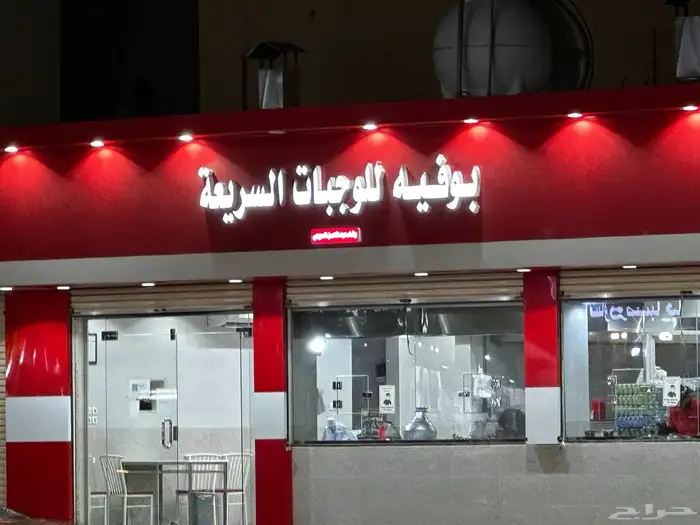 بوفيه للوجبات السريعة
حراج